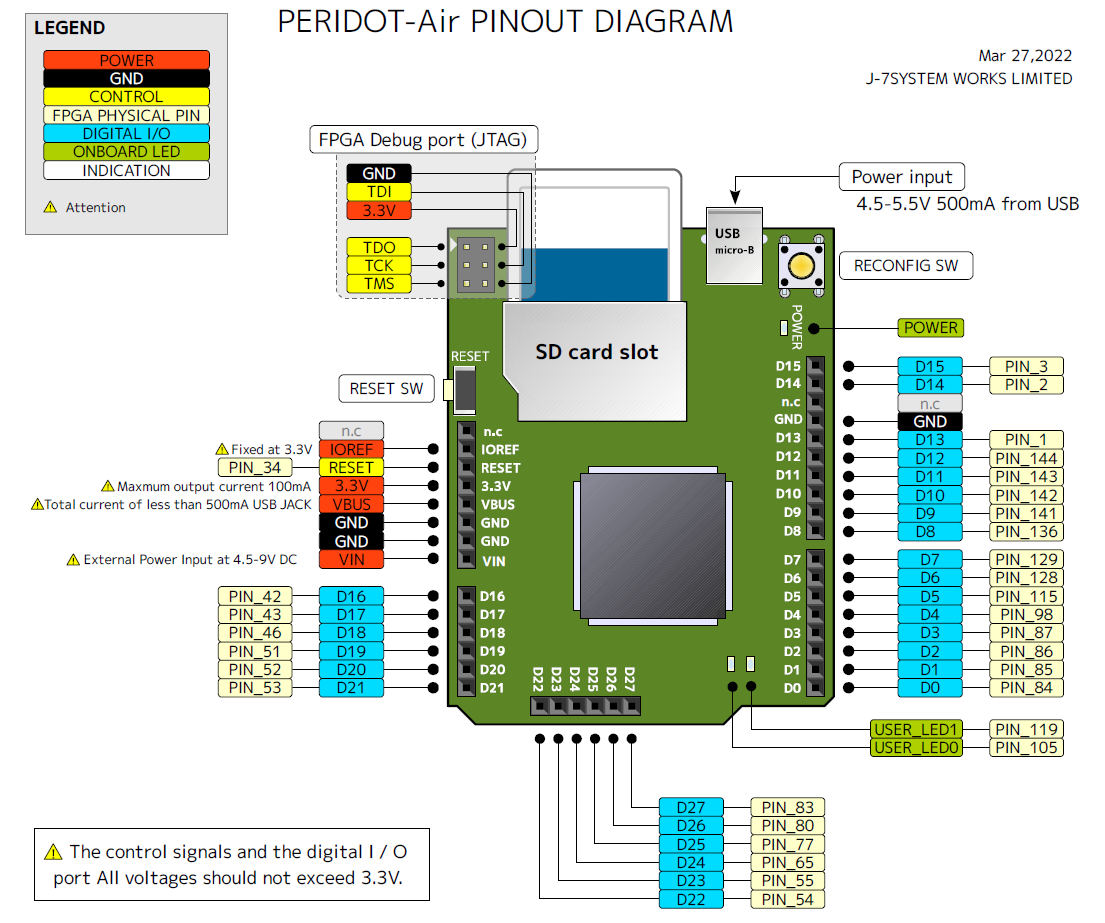 PERIDOT-Air PINOUT DIAGRAM
Mar 27,2022
J-7SYSTEM WORKS LIMITED
LEGEND
POWER
GND
CONTROL
FPGA PHYSICAL PIN
DIGITAL I/O
ONBOARD LED
INDICATION
Attention
FPGA Debug port (JTAG)
GND
TDI
3.3V
TDO
TCK
TMS
Power input
4.5-5.5V 500mA from USB
USB
micro-B
RECONFIG SW
POWER
POWER
SD card slot
RESET
RESET SW
n.c
Fixed at 3.3V IOREF
PIN_34 RESET
Maxmum output current 100mA 3.3V
Total current of less than 500mA USB JACK VBUS
GND
GND
External Power Input at 4.5-9V DC VIN
n.c
IOREF
RESET
3.3V
VBUS
GND
GND
VIN
PIN_42 D16
PIN_43 D17
PIN_46 D18
PIN_51 D19
PIN_52 D20
PIN_53 D21
D16
D17
D18
D19
D20
D21
D22
D23
D24
D25
D26
D27
D15
D14
n.c
GND
D13
D12
D11
D10
D9
D8
D7
D6
D5
D4
D3
D2
D1
D0
D15 PIN_3
D14 PIN_2
n.c
GND
D13 PIN_1
D12 PIN_144
D11 PIN_143
D10 PIN_142
D9 PIN_141
D8 PIN_136
D7 PIN_129
D6 PIN_128
D5 PIN_115
D4 PIN_98
D3 PIN_87
D2 PIN_86
D1 PIN_85
D0 PIN_84
USER_LED1 PIN_119
USER_LED0 PIN_105
D27 PIN_83
D26 PIN_80
D25 PIN_77
D24 PIN_65
D23 PIN_55
D22 PIN_54
The control signals and the digital I / O
port All voltages should not exceed 3.3V.